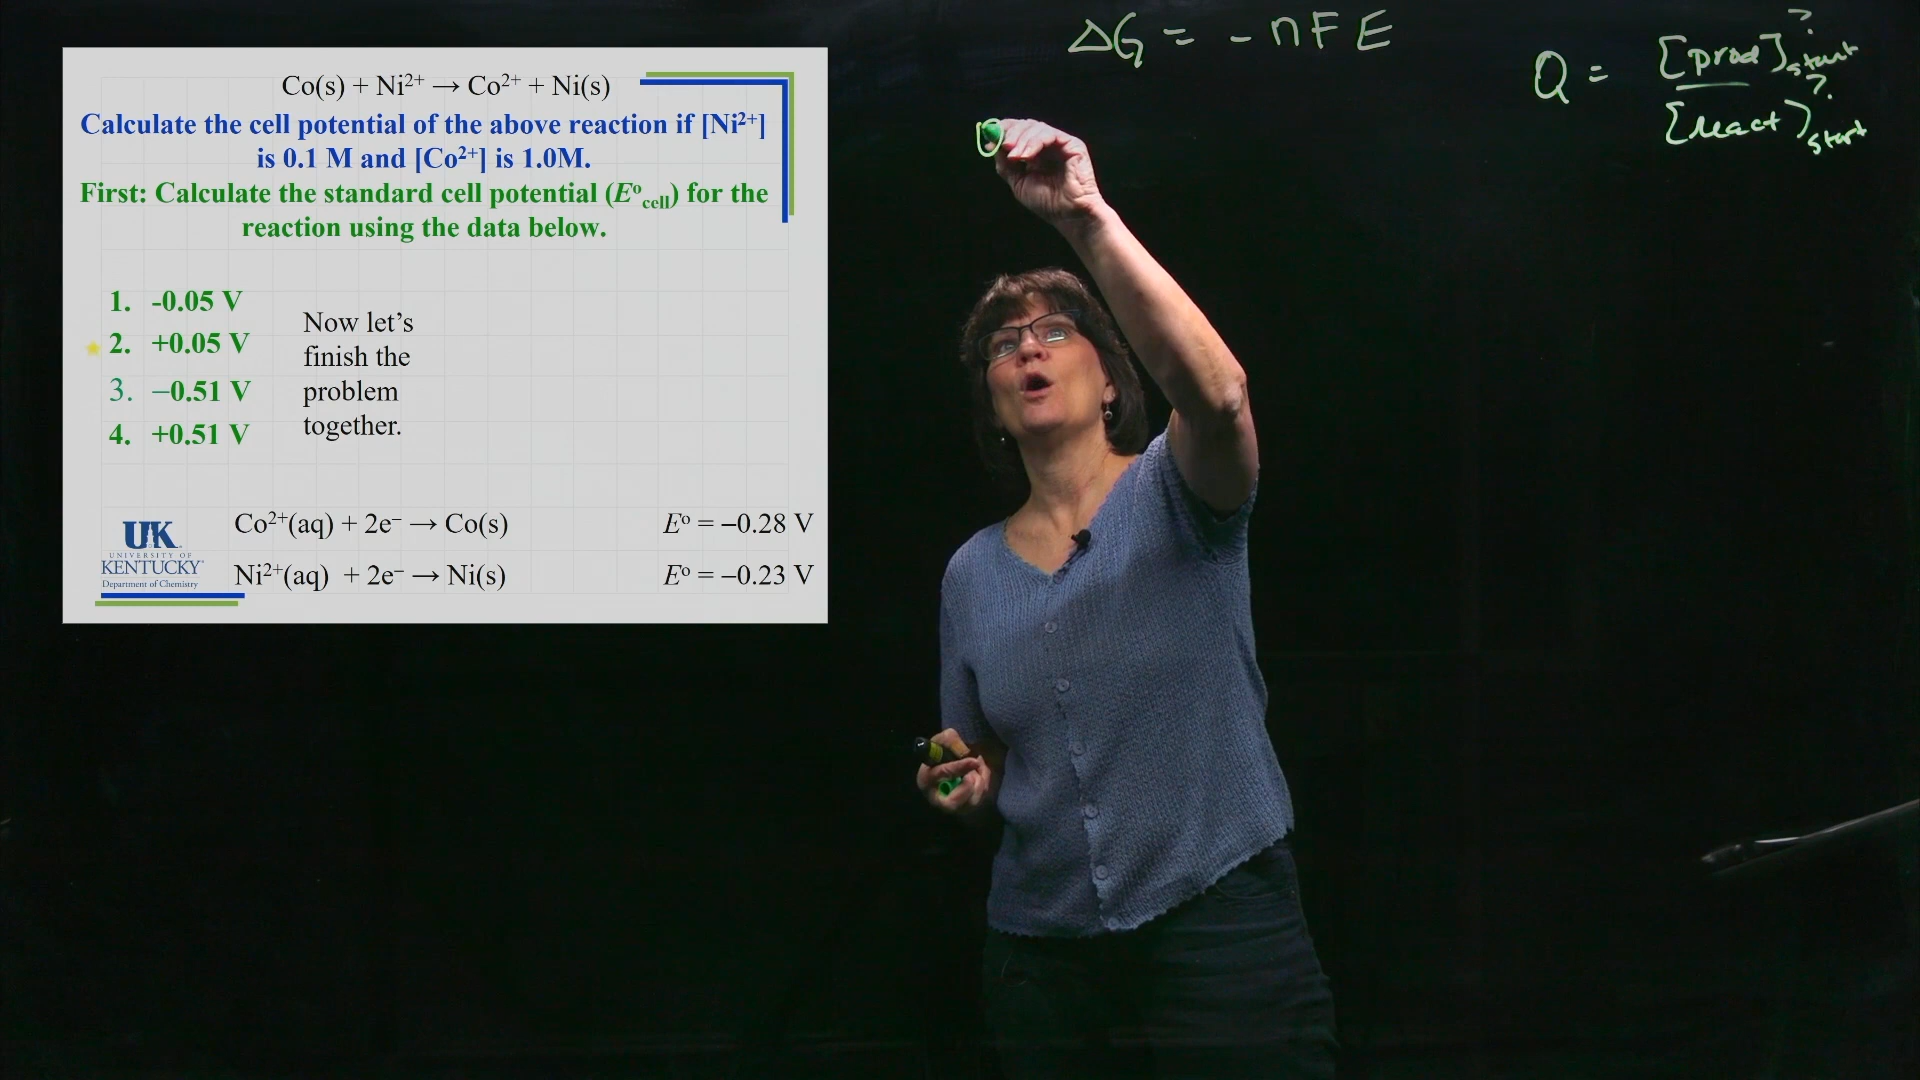 Co(s) + Ni²⁺ → Co²⁺ + Ni(s)
Calculate the cell potential of the above reaction if [Ni²⁺]
is 0.1 M and [Co²⁺] is 1.0M.
First: Calculate the standard cell potential (E°cell) for the
reaction using the data below.
1. -0.05 V
2. +0.05 V
3. –0.51 V
4. +0.51 V
Now let's
finish the
problem
together.
Co²⁺(aq) + 2e⁻ → Co(s) E° = –0.28 V
Ni²⁺(aq) + 2e⁻ → Ni(s) E° = –0.23 V
UK
UNIVERSITY OF
KENTUCKY
Department of Chemistry
ΔG = - nFE
?
Q = [prod]start
?
[react]start